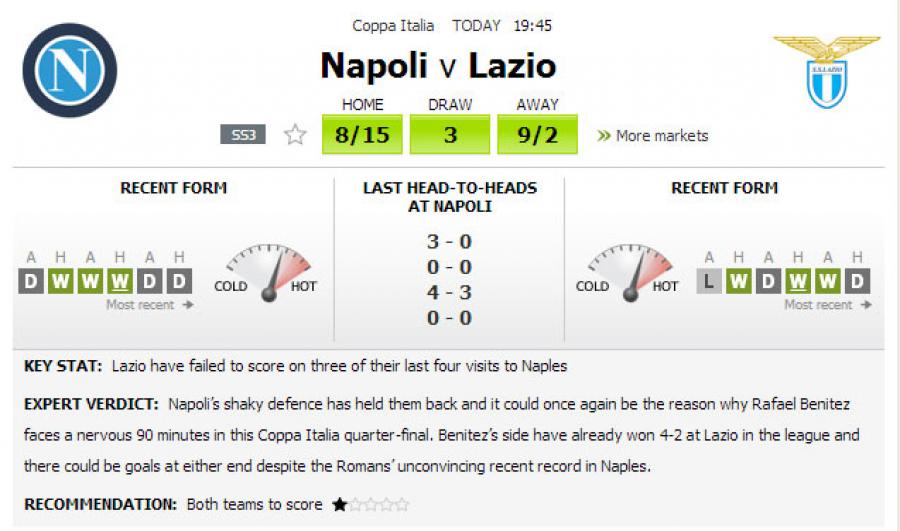 Coppa Italia TODAY 19:45
Napoli v Lazio
HOME DRAW AWAY
SS3 8/15 3 9/2 » More markets
N
S.S.LAZIO
RECENT FORM
A H A H A H
D W W W D D
Most recent →
COLD HOT
LAST HEAD-TO-HEADS
AT NAPOLI
3 - 0
0 - 0
4 - 3
0 - 0
RECENT FORM
COLD HOT
A H A H A H
L W D W W D
Most recent →
KEY STAT: Lazio have failed to score on three of their last four visits to Naples
EXPERT VERDICT: Napoli's shaky defence has held them back and it could once again be the reason why Rafael Benitez
faces a nervous 90 minutes in this Coppa Italia quarter-final. Benitez's side have already won 4-2 at Lazio in the league and
there could be goals at either end despite the Romans' unconvincing recent record in Naples.
RECOMMENDATION: Both teams to score ★☆☆☆☆